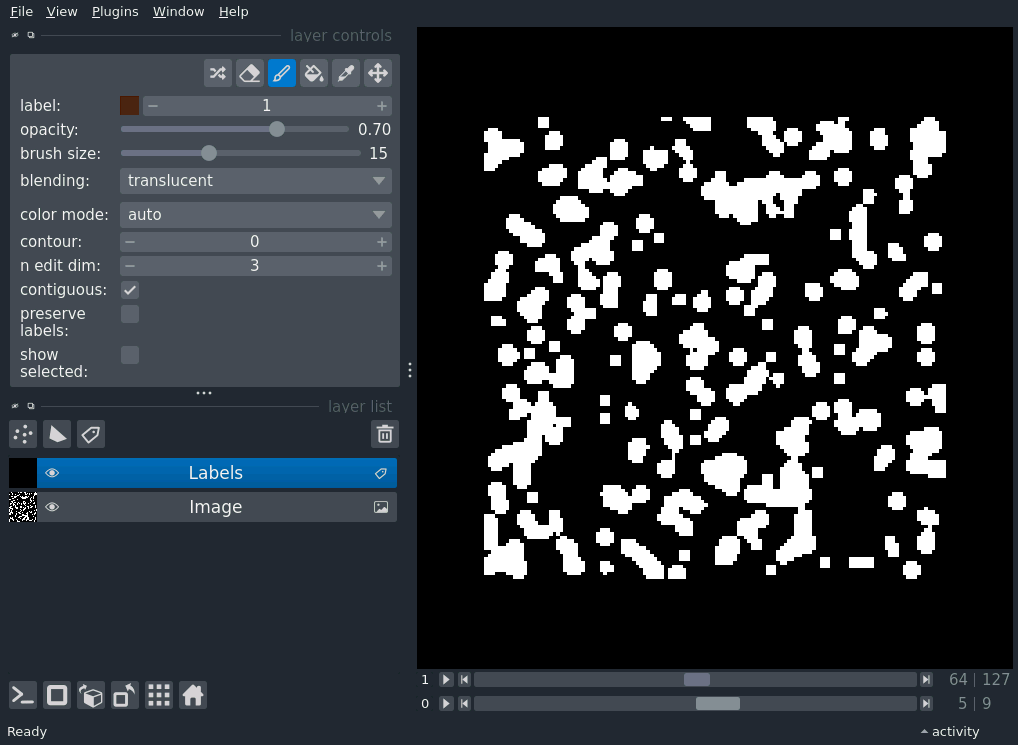 File View Plugins Window Help
layer controls
label: 1
opacity: 0.70
brush size: 15
blending: translucent
color mode: auto
contour: 0
n edit dim: 3
contiguous:
preserve
labels:
show
selected:
layer list
Labels
Image
1 64 | 127
0 5 | 9
Ready activity